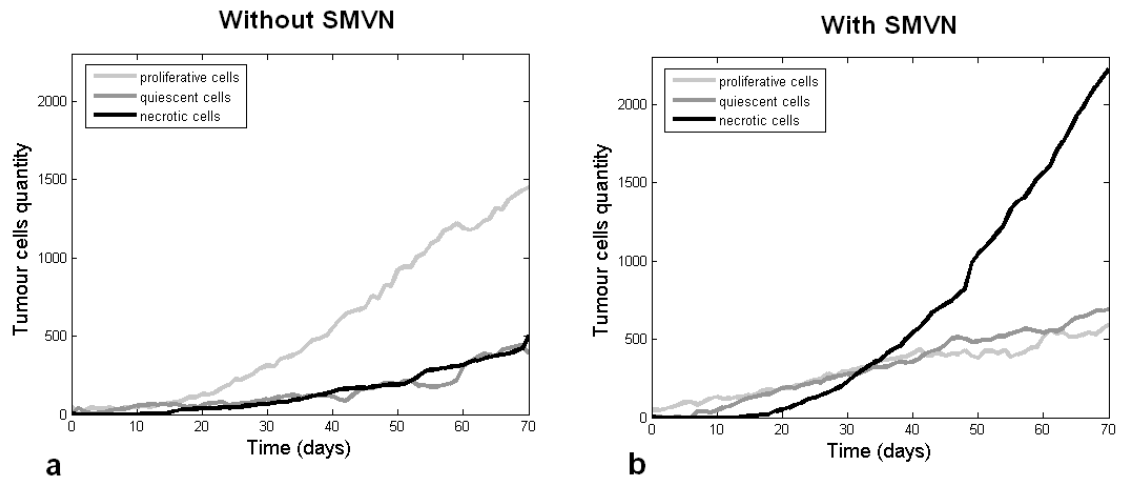 Without SMVN
2000
1500
1000
500
0
0 10 20 30 40 50 60 70
proliferative cells
quiescent cells
necrotic cells
Tumour cells quantity
Time (days)
a
With SMVN
2000
1500
1000
500
0
0 10 20 30 40 50 60 70
proliferative cells
quiescent cells
necrotic cells
Tumour cells quantity
Time (days)
b